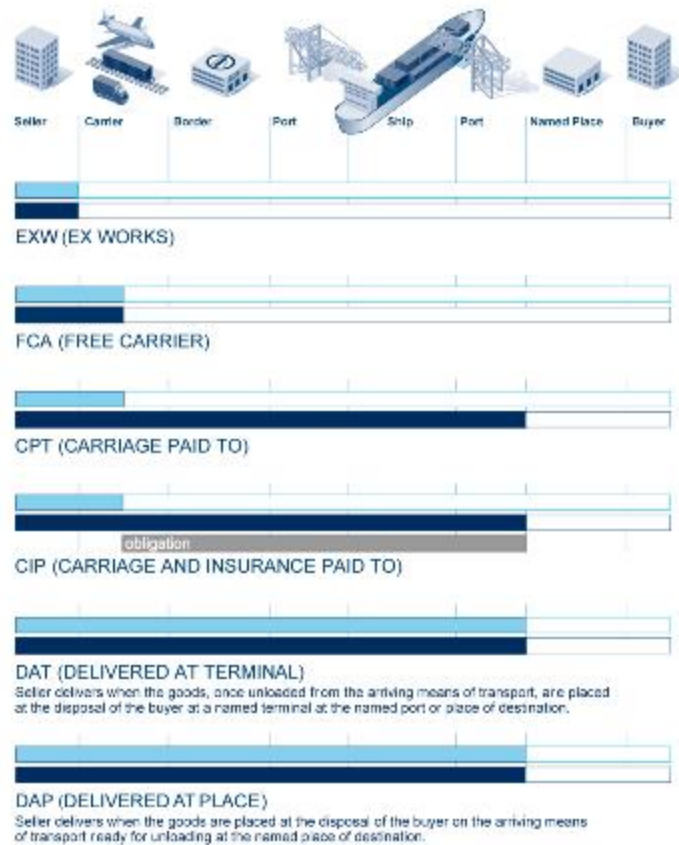 Seller Carrier Border Port Ship Port Named Place Buyer
EXW (EX WORKS)
FCA (FREE CARRIER)
CPT (CARRIAGE PAID TO)
obligation
CIP (CARRIAGE AND INSURANCE PAID TO)
DAT (DELIVERED AT TERMINAL)
Seller delivers when the goods, once unloaded from the arriving means of transport, are placed
at the disposal of the buyer at a named terminal at the named port or place of destination.
DAP (DELIVERED AT PLACE)
Seller delivers when the goods are placed at the disposal of the buyer on the arriving means
of transport ready for unloading at the named place of destination.